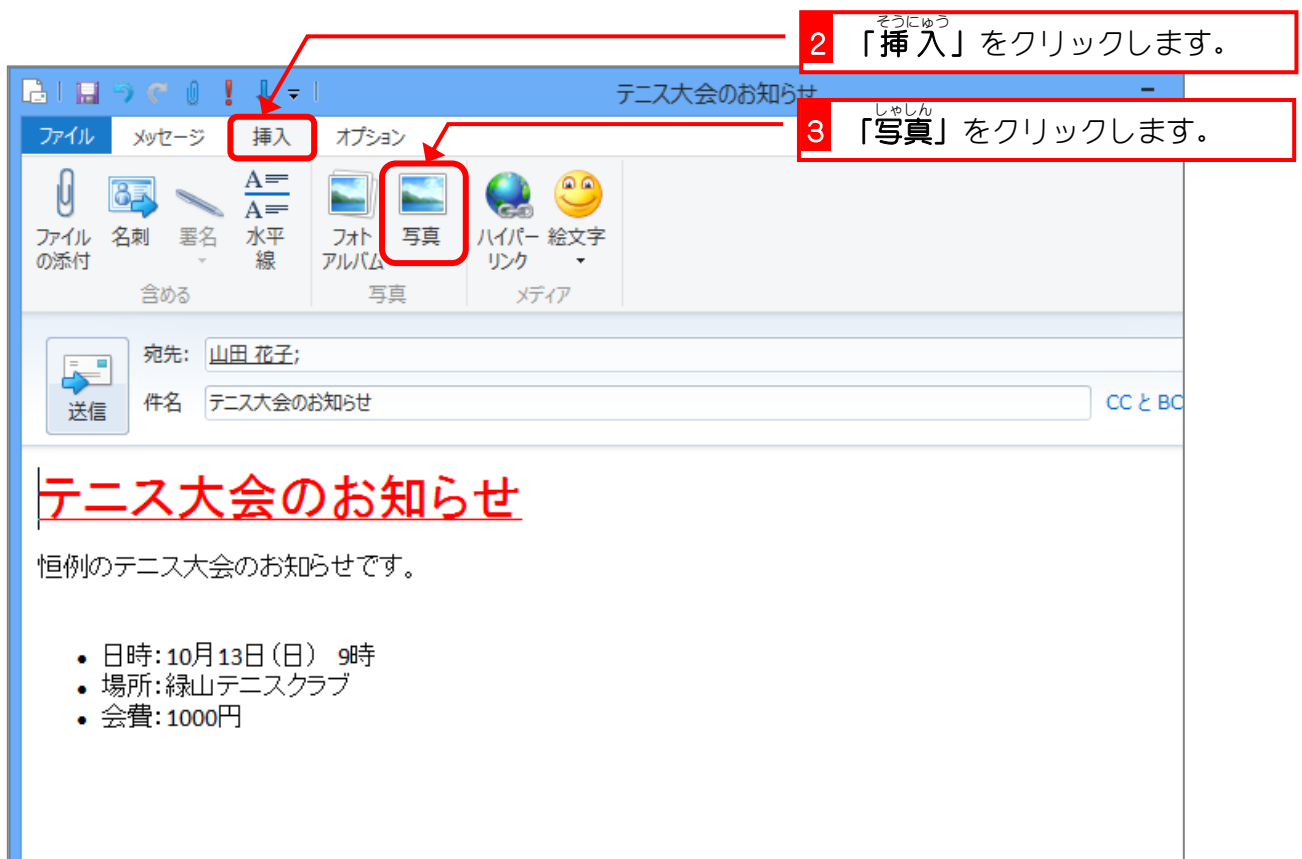 そうにゅう
2 「挿入」をクリックします。
テニス大会のお知らせ
しゃしん
3 「写真」をクリックします。
ファイル メッセージ 挿入 オプション
ファイルの添付 名刺 署名 水平線 フォトアルバム 写真 ハイパーリンク 絵文字
含める 写真 メディア
宛先: 山田 花子;
送信 件名 テニス大会のお知らせ CC と BC
テニス大会のお知らせ
恒例のテニス大会のお知らせです。
• 日時:10月13日(日) 9時
• 場所:緑山テニスクラブ
• 会費:1000円